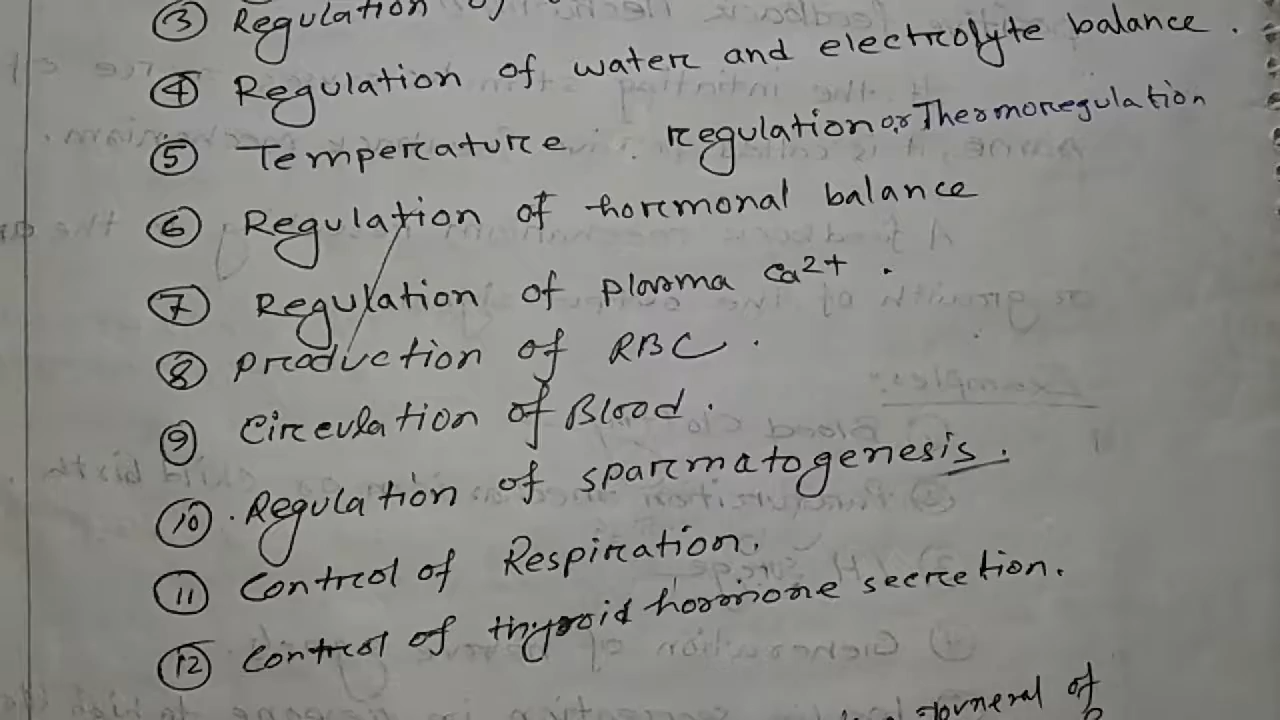 ③ Regulation of
④ Regulation of water and electrolyte balance.
⑤ Temperature regulation or Thermoregulation
⑥ Regulation of hormonal balance
⑦ Regulation of plasma Ca2+.
⑧ production of RBC.
⑨ Circulation of Blood.
⑩ Regulation of sparmatogenesis.
⑪ Control of Respiration.
⑫ Control of thyroid hormone secretion.
of